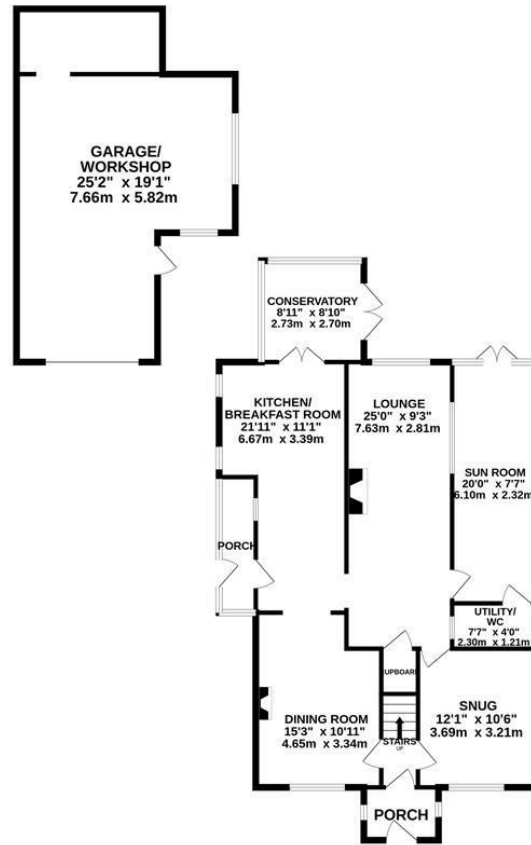 GARAGE/
WORKSHOP
25'2" x 19'1"
7.66m x 5.82m
CONSERVATORY
8'11" x 8'10"
2.73m x 2.70m
KITCHEN/
BREAKFAST ROOM
21'11" x 11'1"
6.67m x 3.39m
LOUNGE
25'0" x 9'3"
7.63m x 2.81m
SUN ROOM
20'0" x 7'7"
6.10m x 2.32m
PORCH
UTILITY/
WC
7'7" x 4'0"
2.30m x 1.21m
CUPBOARD
SNUG
12'1" x 10'6"
3.69m x 3.21m
DINING ROOM
15'3" x 10'11"
4.65m x 3.34m
STAIRS
UP
PORCH